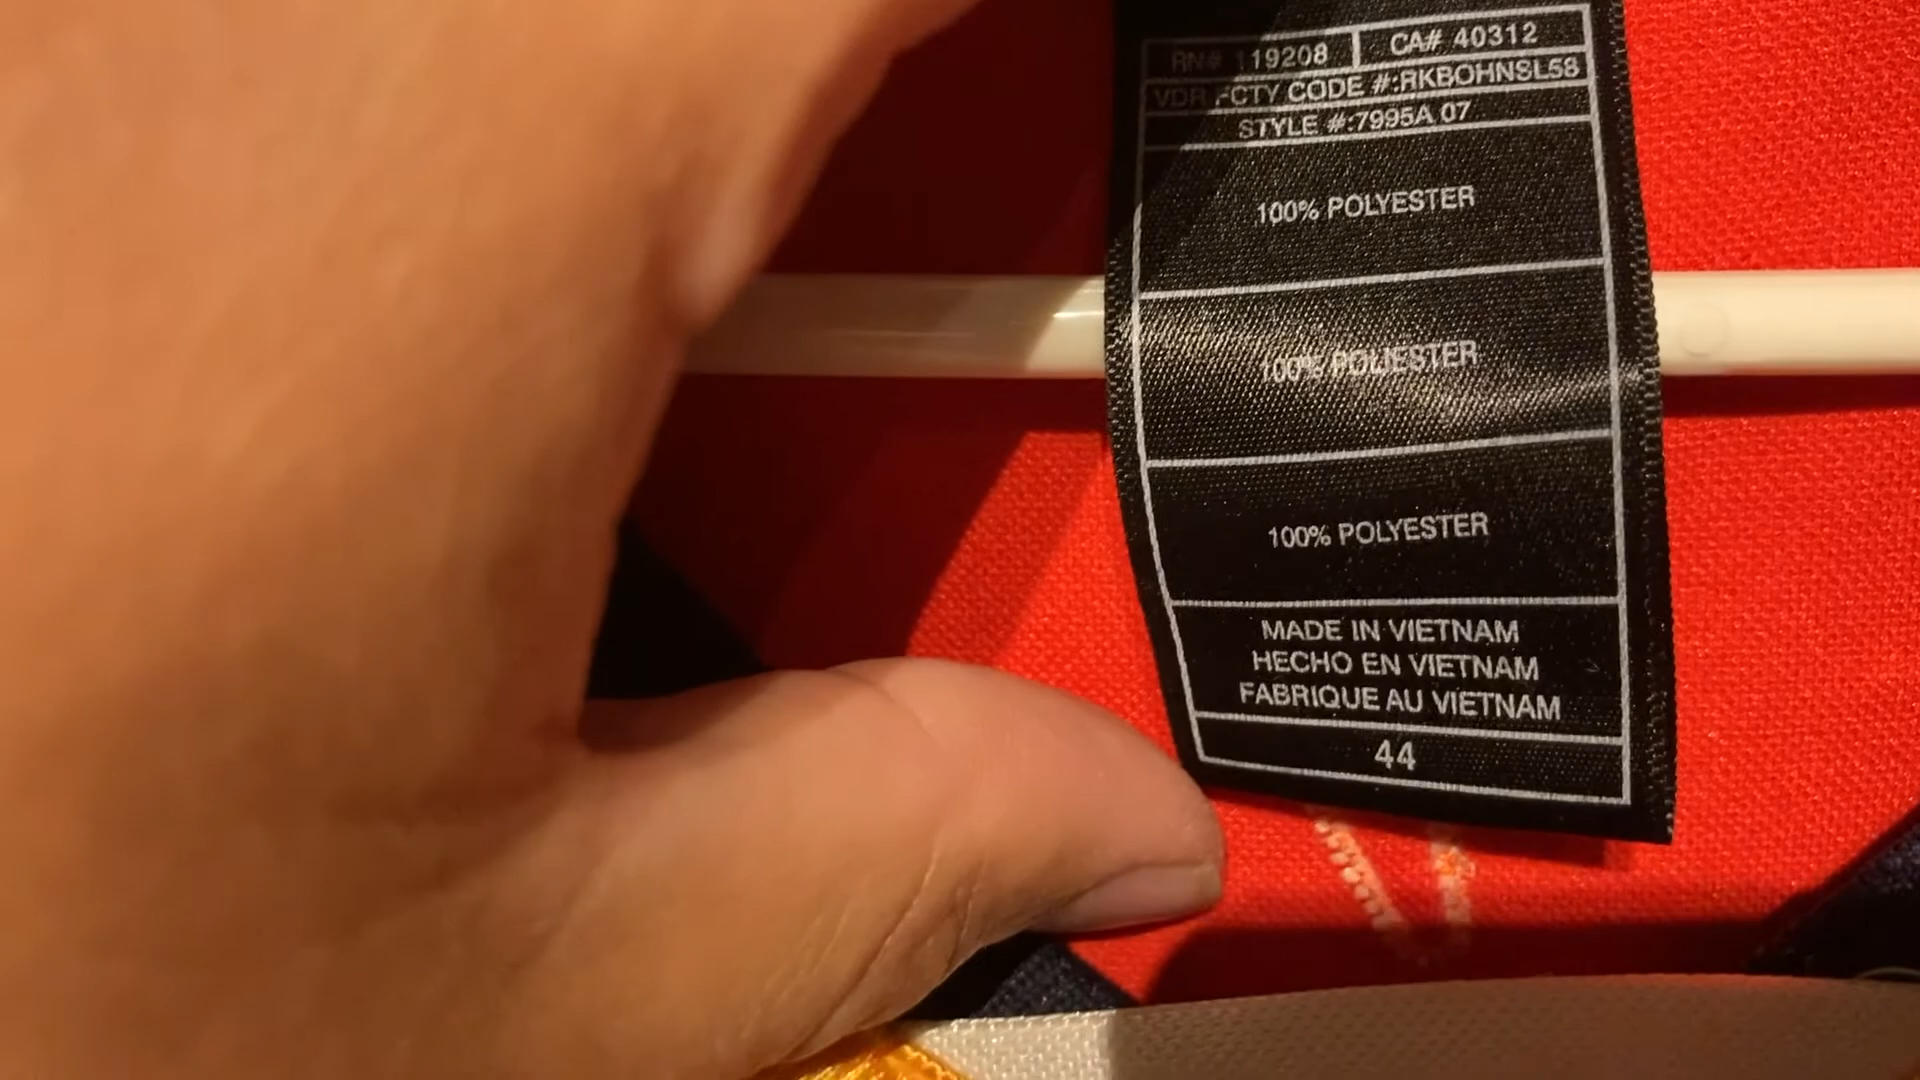 RN# 119208 CA# 40312
VDR FCTY CODE #:RKBOHNSL58
STYLE #:7995A 07
100% POLYESTER
100% POLIESTER
100% POLYESTER
MADE IN VIETNAM
HECHO EN VIETNAM
FABRIQUE AU VIETNAM
44